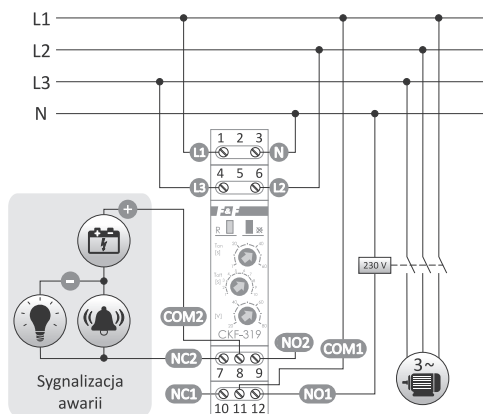 L1
L2
L3
N
1 2 3
L1 N
4 5 6
L3 L2
F&F
R
+
−
COM2
CKF-319
COM1
230 V
NC2 NO2
7 8 9
NC1 NO1
10 11 12
3~
Sygnalizacja
awarii